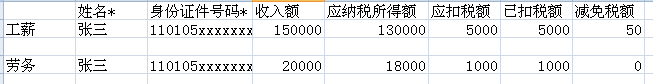 姓名* 身份证件号码* 收入额 应纳税所得额 应扣税额 已扣税额 减免税额
工薪 张三 110105xxxxxxxx 150000 130000 5000 5000 50
劳务 张三 110105xxxxxxxx 20000 18000 1000 1000 0